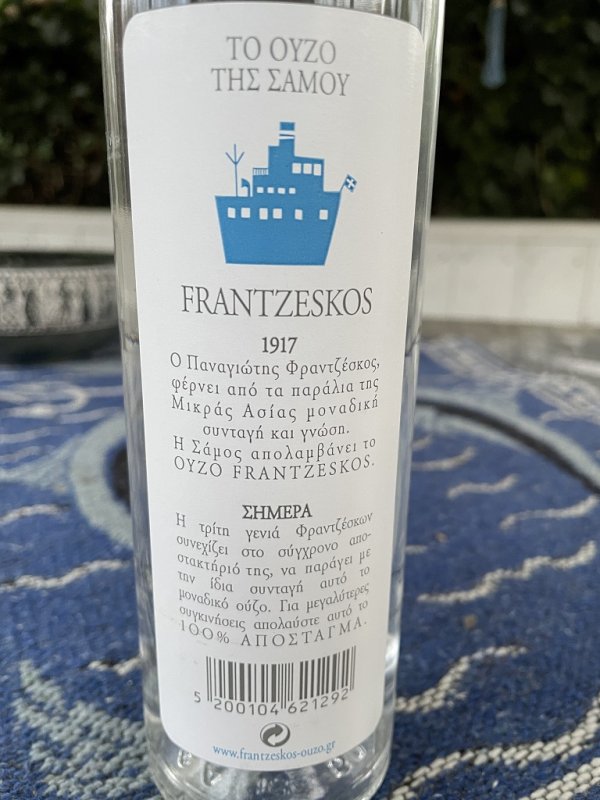 ΤΟ ΟΥΖΟ
ΤΗΣ ΣΑΜΟΥ
FRANTZESKOS
1917
Ο Παναγιώτης Φραντζέσκος,
φέρνει από τα παράλια της
Μικράς Ασίας μοναδική
συνταγή και γνώση.
Η Σάμος απολαμβάνει το
ΟΥΖΟ FRANTZESKOS.
ΣΗΜΕΡΑ
Η τρίτη γενιά Φραντζέσκων
συνεχίζει στο σύγχρονο απο-
στακτήριό της, να παράγει με
την ίδια συνταγή αυτό το
μοναδικό ούζο. Για μεγαλύτερες
συγκινήσεις απολαύστε αυτό το
100% ΑΠΟΣΤΑΓΜΑ.
5 200104 621292
www.frantzeskos-ouzo.gr